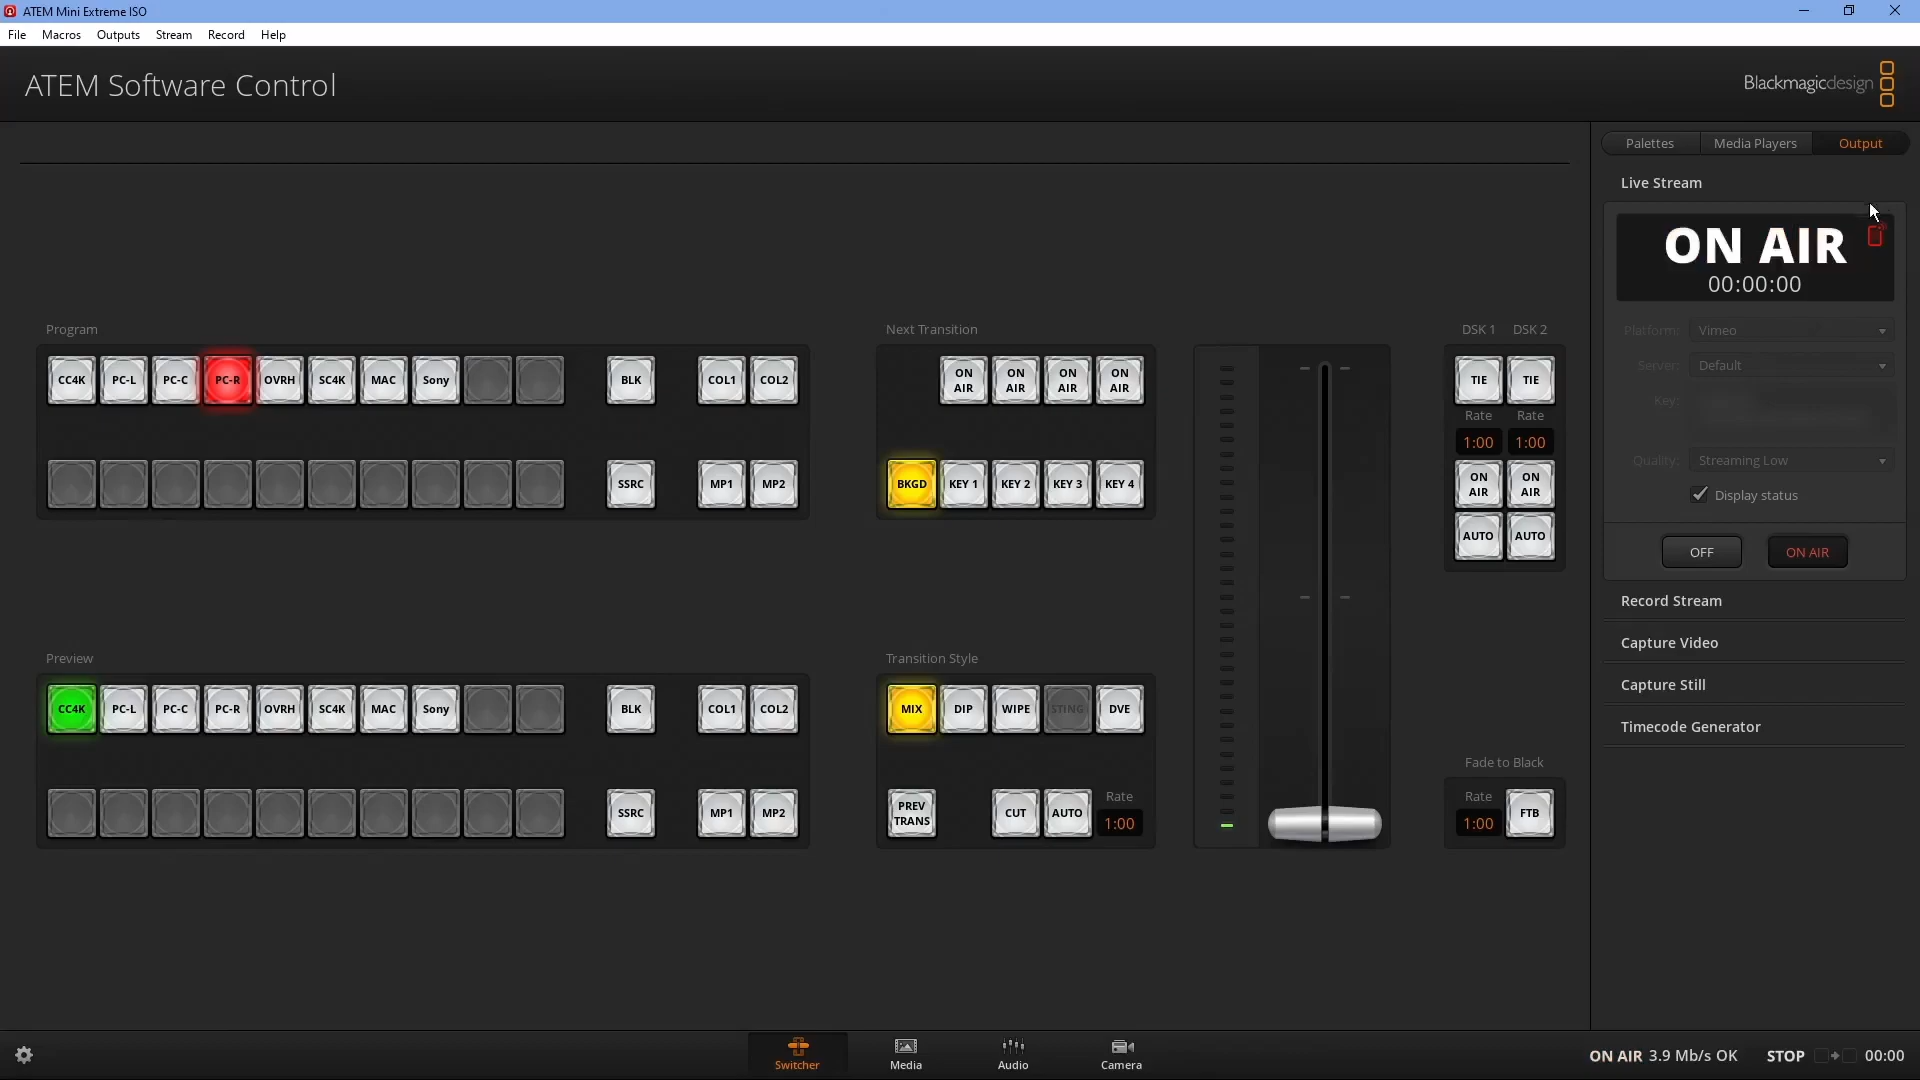 ATEM Mini Extreme ISO
File Macros Outputs Stream Record Help
ATEM Software Control
Blackmagicdesign
Palettes Media Players Output
Live Stream
ON AIR
00:00:00
Platform: Vimeo
Server: Default
Key:
Quality: Streaming Low
Display status
OFF ON AIR
Record Stream
Capture Video
Capture Still
Timecode Generator
Program
CC4K PC-L PC-C PC-R OVRH SC4K MAC Sony BLK COL1 COL2
SSRC MP1 MP2
Next Transition
ON AIR ON AIR ON AIR ON AIR
BKGD KEY 1 KEY 2 KEY 3 KEY 4
DSK 1 DSK 2
TIE TIE
Rate Rate
1:00 1:00
ON AIR ON AIR
AUTO AUTO
Preview
CC4K PC-L PC-C PC-R OVRH SC4K MAC Sony BLK COL1 COL2
SSRC MP1 MP2
Transition Style
MIX DIP WIPE STING DVE
Rate
PREV TRANS CUT AUTO 1:00
Fade to Black
Rate
1:00 FTB
Switcher Media Audio Camera
ON AIR 3.9 Mb/s OK STOP 00:00